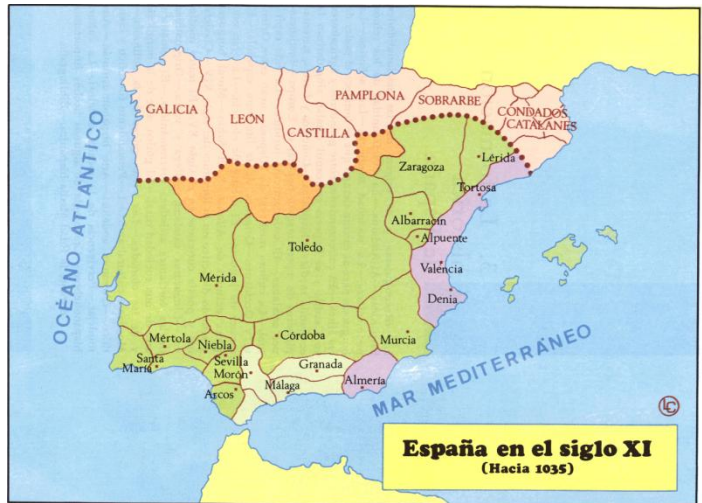 GALICIA
LEÓN
CASTILLA
PAMPLONA
SOBRARBE
CONDADOS
CATALANES
OCÉANO ATLÁNTICO
Zaragoza
Lérida
Tortosa
Albarracín
Alpuente
Toledo
Valencia
Mérida
Denia
Mértola
Niebla
Córdoba
Murcia
Santa
María
Sevilla
Morón
Granada
Arcos
Málaga
Almería
MAR MEDITERRÁNEO
LC
España en el siglo XI
(Hacia 1035)